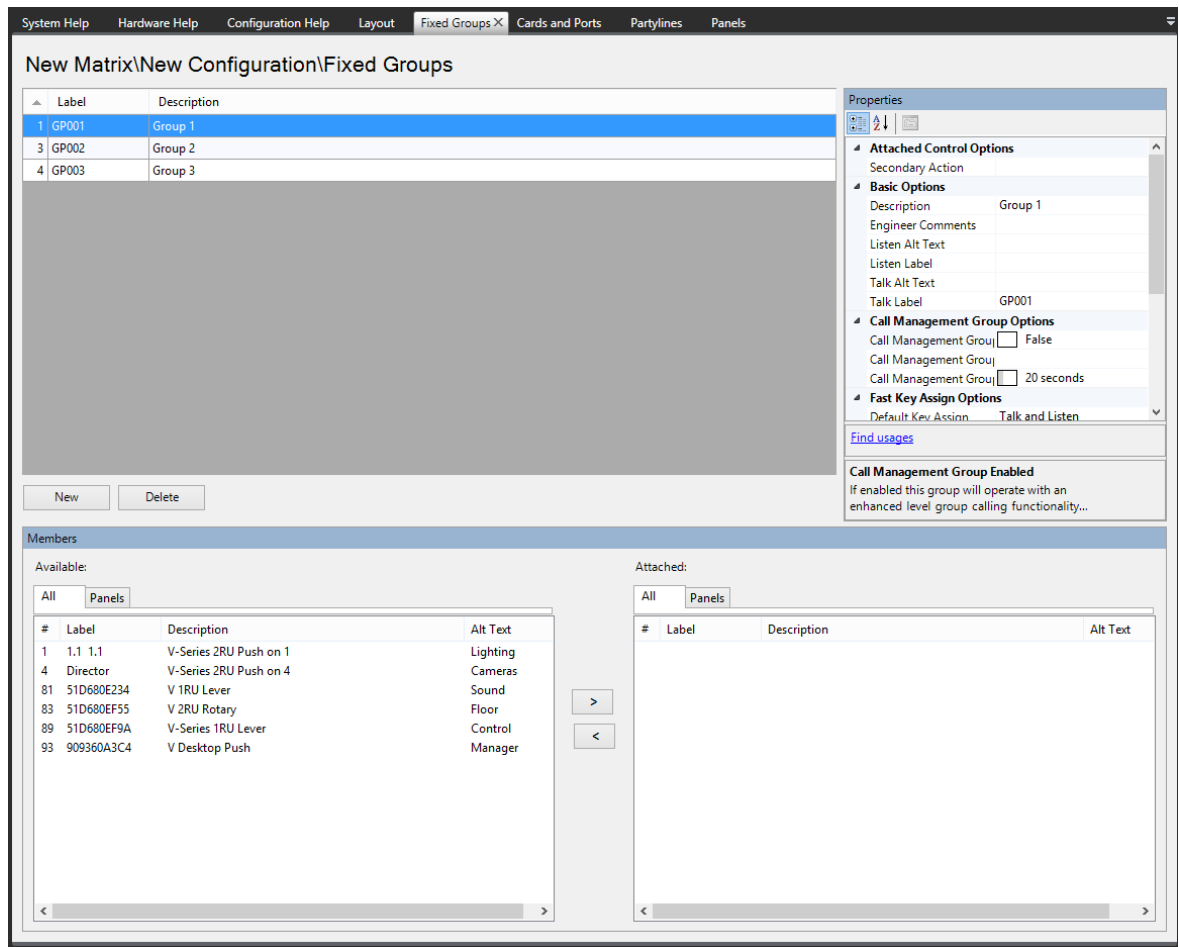 System Help Hardware Help Configuration Help Layout Fixed Groups X Cards and Ports Partylines Panels
New Matrix\New Configuration\Fixed Groups
Label Description
1 GP001 Group 1
3 GP002 Group 2
4 GP003 Group 3
New Delete
Properties
Attached Control Options
Secondary Action
Basic Options
Description Group 1
Engineer Comments
Listen Alt Text
Listen Label
Talk Alt Text
Talk Label GP001
Call Management Group Options
Call Management Grou False
Call Management Grou
Call Management Grou 20 seconds
Fast Key Assign Options
Default Key Assign Talk and Listen
Find usages
Call Management Group Enabled
If enabled this group will operate with an
enhanced level group calling functionality...
Members
Available:
All Panels
# Label Description Alt Text
1 1.1 1.1 V-Series 2RU Push on 1 Lighting
4 Director V-Series 2RU Push on 4 Cameras
81 51D680E234 V 1RU Lever Sound
83 51D680EF55 V 2RU Rotary Floor
89 51D680EF9A V-Series 1RU Lever Control
93 909360A3C4 V Desktop Push Manager
>
<
Attached:
All Panels
# Label Description Alt Text